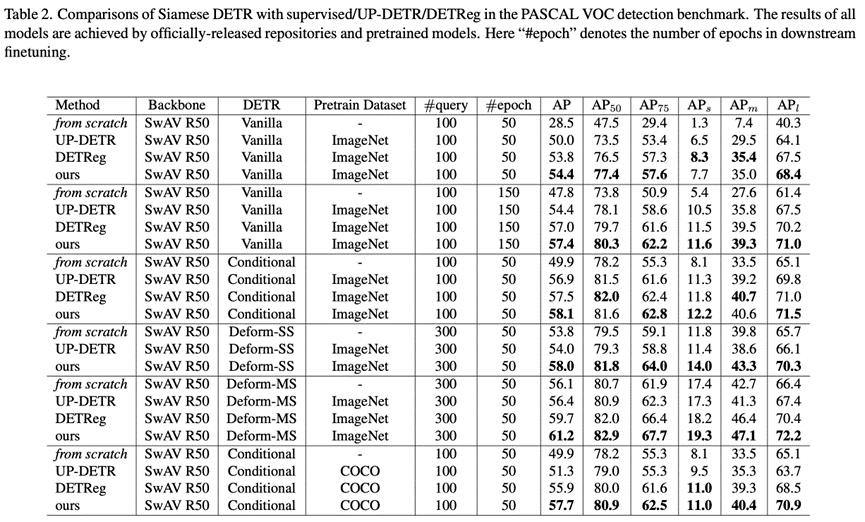 Table 2. Comparisons of Siamese DETR with supervised/UP-DETR/DETReg in the PASCAL VOC detection benchmark. The results of all
models are achieved by officially-released repositories and pretrained models. Here “#epoch” denotes the number of epochs in downstream
finetuning.
Method Backbone DETR Pretrain Dataset #query #epoch AP AP50 AP75 APs APm APl
from scratch SwAV R50 Vanilla - 100 50 28.5 47.5 29.4 1.3 7.4 40.3
UP-DETR SwAV R50 Vanilla ImageNet 100 50 50.0 73.5 53.4 6.5 29.5 64.1
DETReg SwAV R50 Vanilla ImageNet 100 50 53.8 76.5 57.3 8.3 35.4 67.5
ours SwAV R50 Vanilla ImageNet 100 50 54.4 77.4 57.6 7.7 35.0 68.4
from scratch SwAV R50 Vanilla - 100 150 47.8 73.8 50.9 5.4 27.6 61.4
UP-DETR SwAV R50 Vanilla ImageNet 100 150 54.4 78.1 58.6 10.5 35.8 67.5
DETReg SwAV R50 Vanilla ImageNet 100 150 57.0 79.7 61.6 11.5 39.5 70.2
ours SwAV R50 Vanilla ImageNet 100 150 57.4 80.3 62.2 11.6 39.3 71.0
from scratch SwAV R50 Conditional - 100 50 49.9 78.2 55.3 8.1 33.5 65.1
UP-DETR SwAV R50 Conditional ImageNet 100 50 56.9 81.5 61.6 11.3 39.2 69.8
DETReg SwAV R50 Conditional ImageNet 100 50 57.5 82.0 62.4 11.8 40.7 71.0
ours SwAV R50 Conditional ImageNet 100 50 58.1 81.6 62.8 12.2 40.6 71.5
from scratch SwAV R50 Deform-SS - 300 50 53.8 79.5 59.1 11.8 39.8 65.7
UP-DETR SwAV R50 Deform-SS ImageNet 300 50 54.0 79.3 58.8 11.4 38.6 66.1
ours SwAV R50 Deform-SS ImageNet 300 50 58.0 81.8 64.0 14.0 43.3 70.3
from scratch SwAV R50 Deform-MS - 300 50 56.1 80.7 61.9 17.4 42.7 66.4
UP-DETR SwAV R50 Deform-MS ImageNet 300 50 56.4 80.9 62.3 17.3 41.3 67.4
DETReg SwAV R50 Deform-MS ImageNet 300 50 59.7 82.0 66.4 18.2 46.4 70.4
ours SwAV R50 Deform-MS ImageNet 300 50 61.2 82.9 67.7 19.3 47.1 72.2
from scratch SwAV R50 Conditional - 100 50 49.9 78.2 55.3 8.1 33.5 65.1
UP-DETR SwAV R50 Conditional COCO 100 50 51.3 79.0 55.3 9.5 35.3 63.7
DETReg SwAV R50 Conditional COCO 100 50 55.9 80.0 61.6 11.0 39.3 68.5
ours SwAV R50 Conditional COCO 100 50 57.7 80.9 62.5 11.0 40.4 70.9